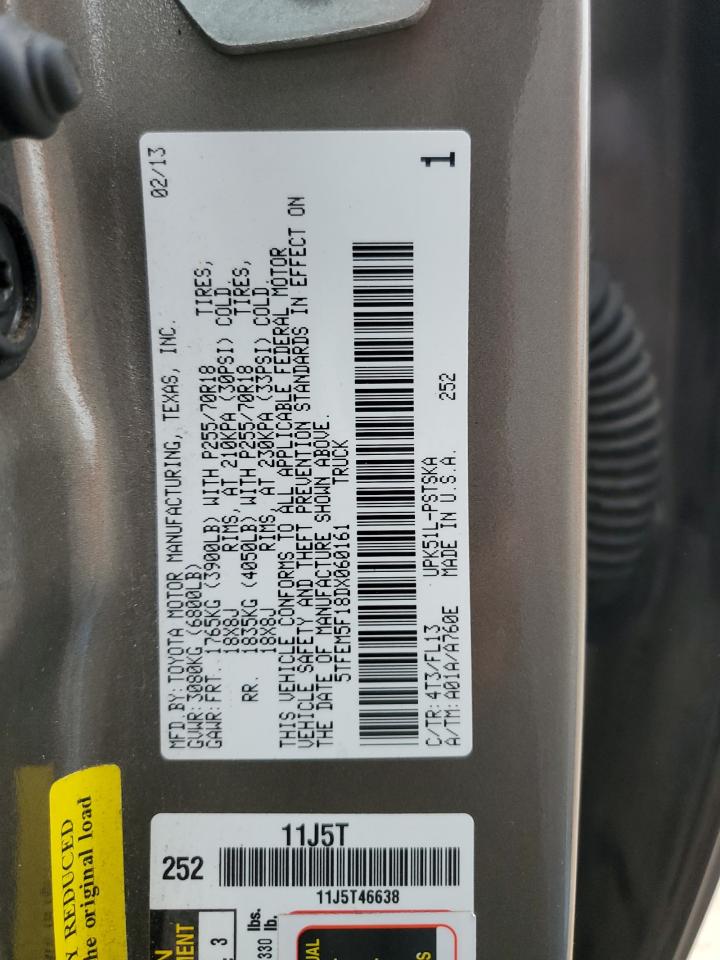 MFD.BY:TOYOTA MOTOR MANUFACTURING, TEXAS, INC. 02/13
GVWR:3080KG(6800LB)
GAWR:FRT. 1765KG (3900LB) WITH P255/70R18 TIRES,
18X8J RIMS, AT 210KPA (30PSI) COLD.
RR. 1835KG (4050LB) WITH P255/70R18 TIRES,
18X8J RIMS, AT 230KPA (33PSI) COLD.
THIS VEHICLE CONFORMS TO ALL APPLICABLE FEDERAL MOTOR
VEHICLE SAFETY AND THEFT PREVENTION STANDARDS IN EFFECT ON
THE DATE OF MANUFACTURE SHOWN ABOVE.
5TFEM5F18DX060161 TRUCK
C/TR:4T3/FL13 UPK51L-PSTSKA 252
A/TM:A01A/A760E MADE IN U.S.A.
1
11J5T
252
11J5T46638
REDUCED
the original load
3
lbs.
330 lb.